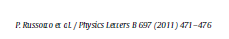 P. Russotto et al. / Physics Letters B 697 (2011) 471–476